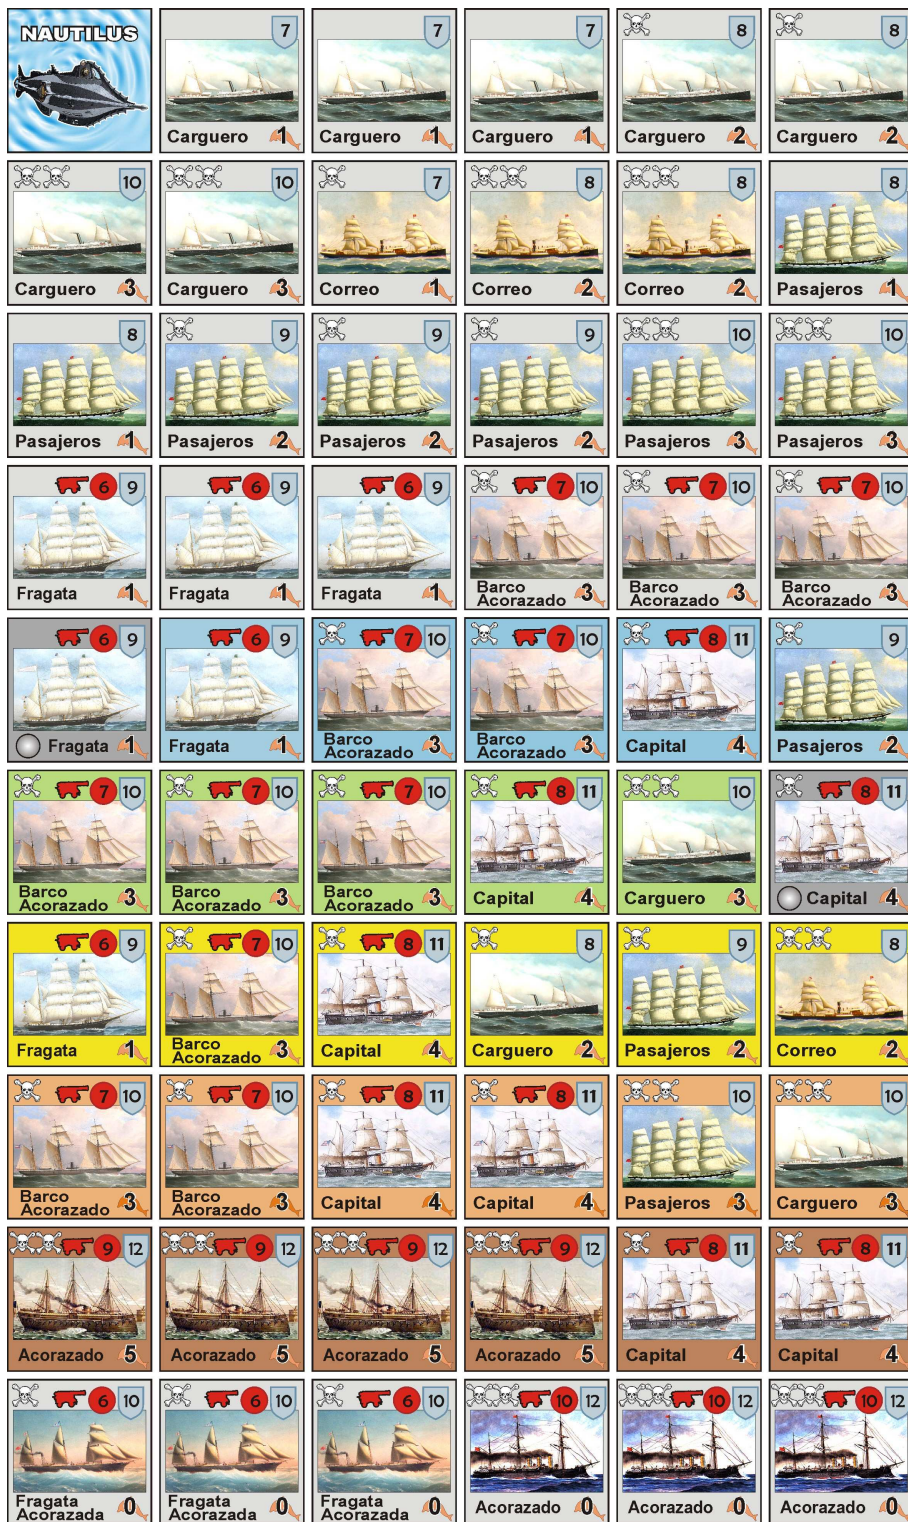 NAUTILUS
7
Carguero 1
7
Carguero 1
7
Carguero 1
8
Carguero 2
8
Carguero 2
10
Carguero 3
10
Carguero 3
7
Correo 1
8
Correo 2
8
Correo 2
8
Pasajeros 1
8
Pasajeros 1
9
Pasajeros 2
9
Pasajeros 2
9
Pasajeros 2
10
Pasajeros 3
10
Pasajeros 3
6 9
Fragata 1
6 9
Fragata 1
6 9
Fragata 1
7 10
Barco
Acorazado 3
7 10
Barco
Acorazado 3
7 10
Barco
Acorazado 3
6 9
Fragata 1
6 9
Fragata 1
7 10
Barco
Acorazado 3
7 10
Barco
Acorazado 3
8 11
Capital 4
9
Pasajeros 2
7 10
Barco
Acorazado 3
7 10
Barco
Acorazado 3
7 10
Barco
Acorazado 3
8 11
Capital 4
10
Carguero 3
8 11
Capital 4
6 9
Fragata 1
7 10
Barco
Acorazado 3
8 11
Capital 4
8
Carguero 2
9
Pasajeros 2
8
Correo 2
7 10
Barco
Acorazado 3
7 10
Barco
Acorazado 3
8 11
Capital 4
8 11
Capital 4
10
Pasajeros 3
10
Carguero 3
9 12
Acorazado 5
9 12
Acorazado 5
9 12
Acorazado 5
9 12
Acorazado 5
8 11
Capital 4
8 11
Capital 4
6 10
Fragata
Acorazada 0
6 10
Fragata
Acorazada 0
6 10
Fragata
Acorazada 0
10 12
Acorazado 0
10 12
Acorazado 0
10 12
Acorazado 0